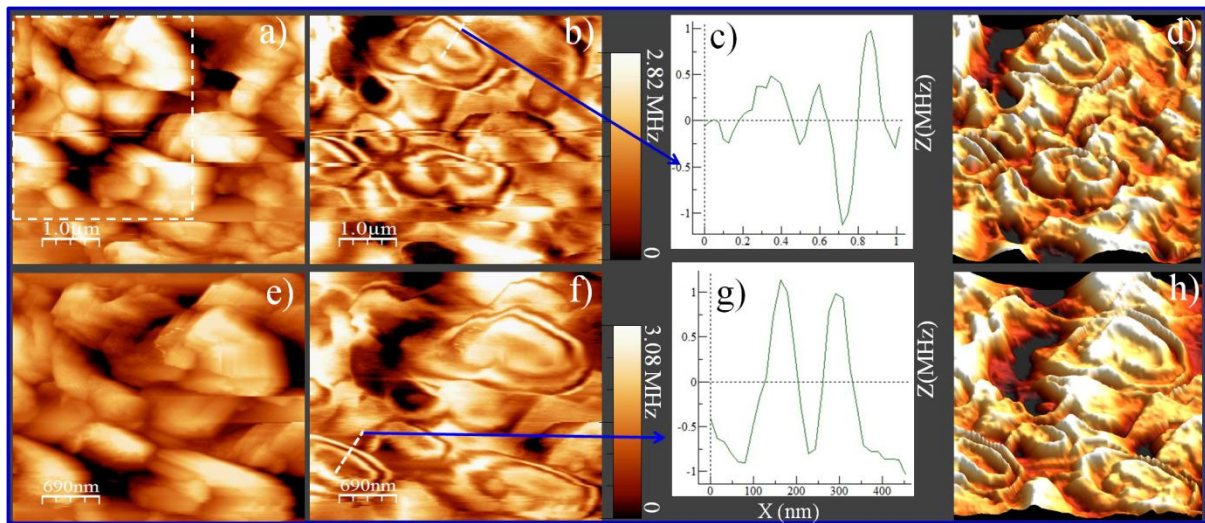 a)
1.0µm
b)
1.0µm
2.82 MHz
0
c)
1
0.5
0
-0.5
-1
0 0.2 0.4 0.6 0.8 1
Z(MHz)
d)
e)
690nm
f)
690nm
3.08 MHz
0
g)
1
0.5
0
-0.5
-1
0 100 200 300 400
X (nm)
Z(MHz)
h)